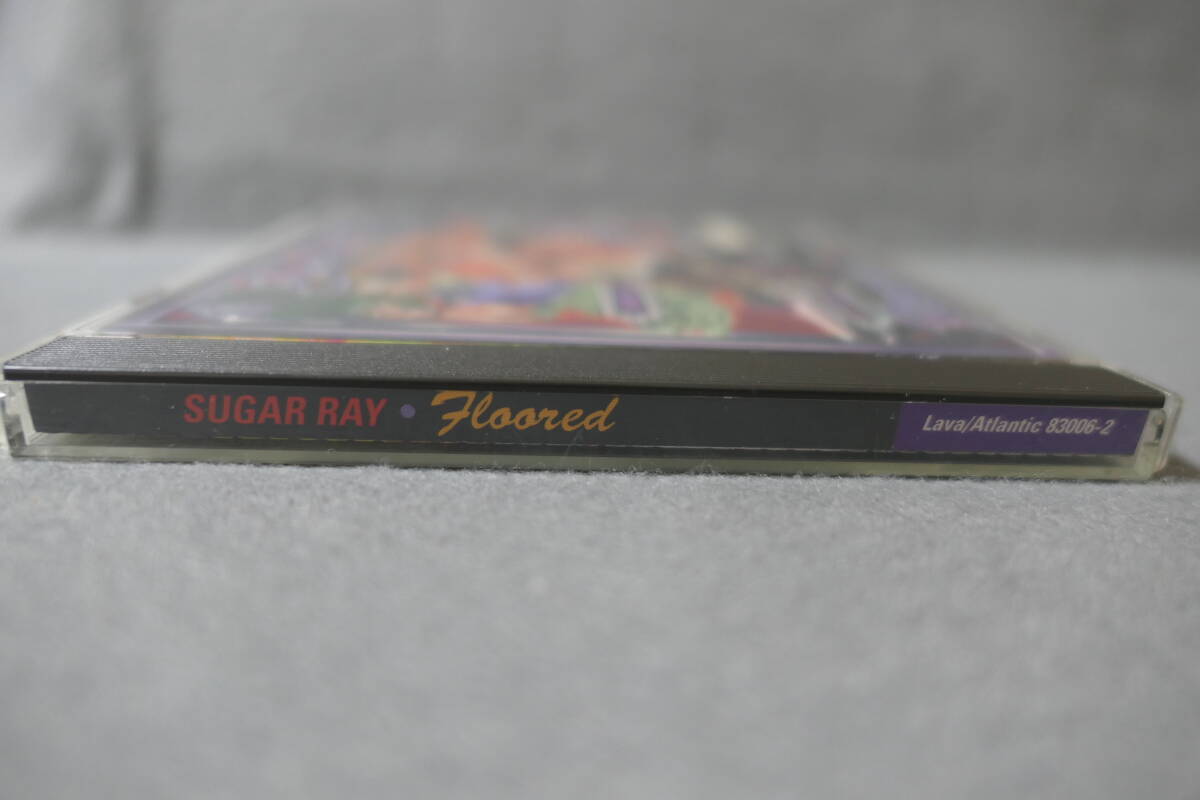 SUGAR RAY • Floored Lava/Atlantic 83006-2